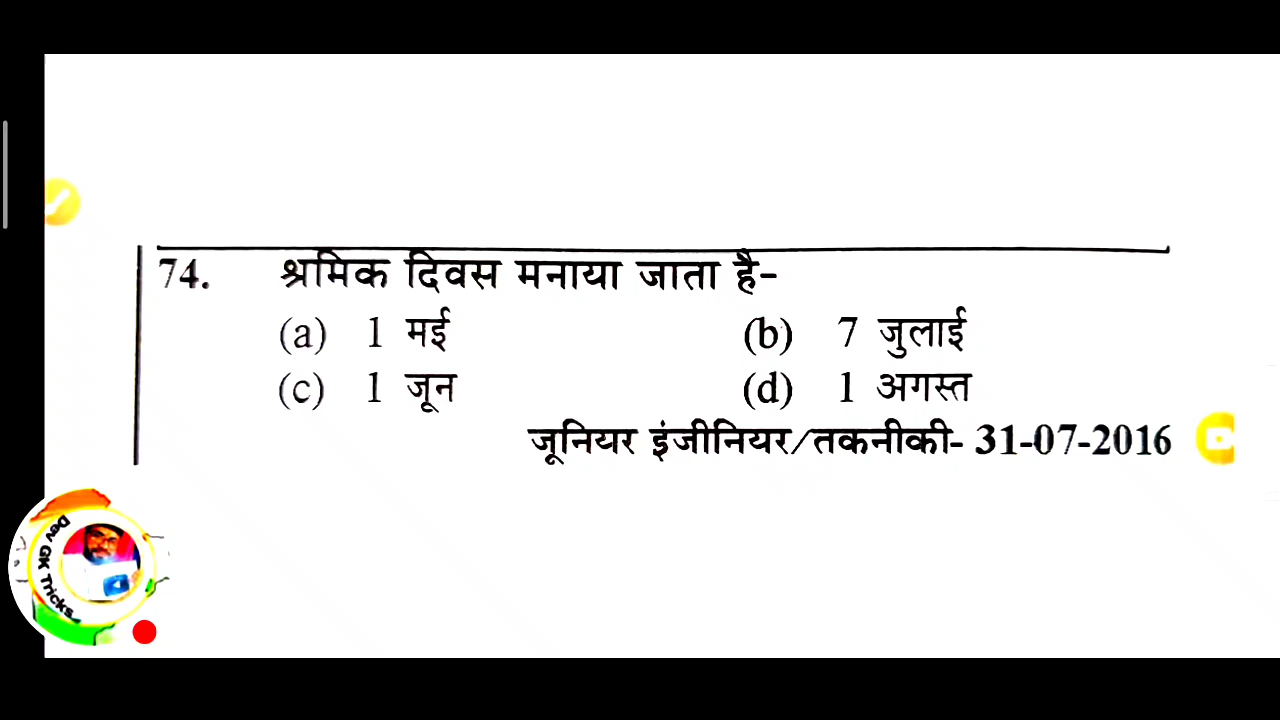 74. श्रमिक दिवस मनाया जाता है-
(a) 1 मई (b) 7 जुलाई
(c) 1 जून (d) 1 अगस्त
जूनियर इंजीनियर/तकनीकी- 31-07-2016
Dev GK Tricks